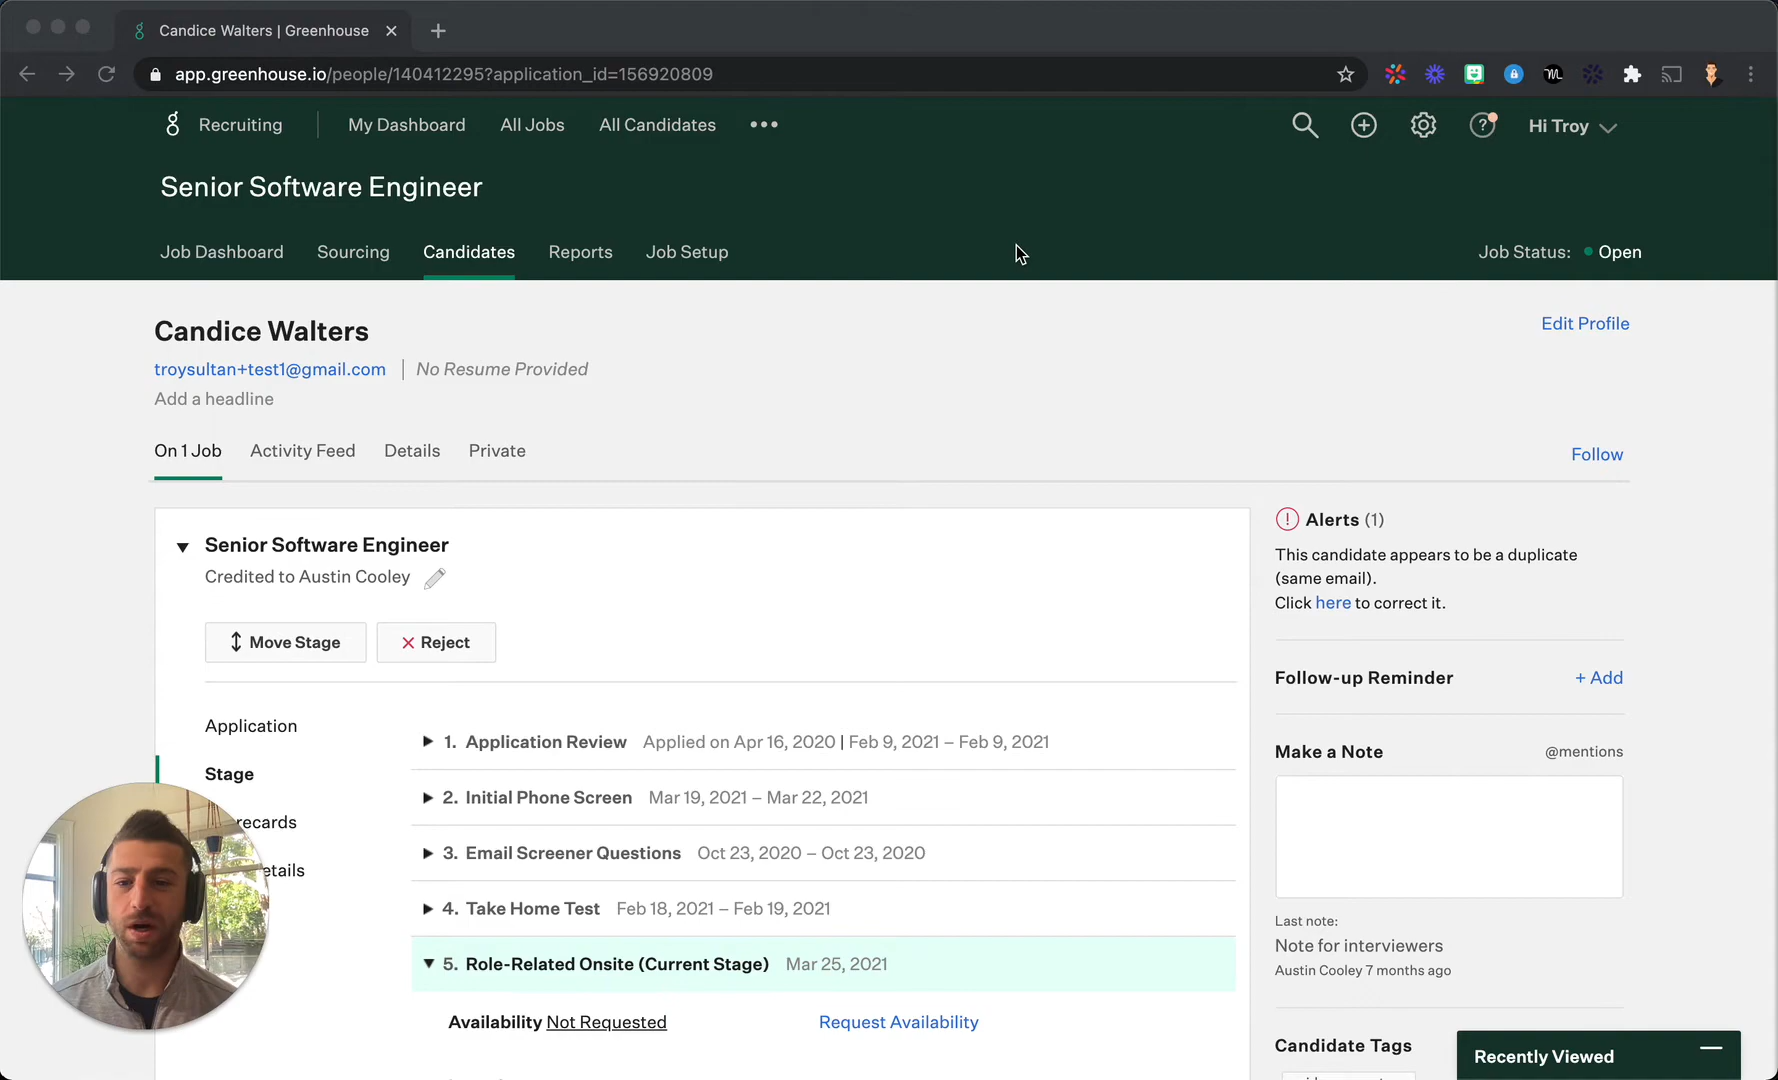 Candice Walters | Greenhouse
app.greenhouse.io/people/140412295?application_id=156920809
Recruiting
My Dashboard
All Jobs
All Candidates
Hi Troy
Senior Software Engineer
Job Dashboard
Sourcing
Candidates
Reports
Job Setup
Job Status: Open
Candice Walters
Edit Profile
troysultan+test1@gmail.com | No Resume Provided
Add a headline
On 1 Job
Activity Feed
Details
Private
Follow
Senior Software Engineer
Credited to Austin Cooley
Move Stage
Reject
Application
Stage
recards
etails
1. Application Review Applied on Apr 16, 2020 | Feb 9, 2021 – Feb 9, 2021
2. Initial Phone Screen Mar 19, 2021 – Mar 22, 2021
3. Email Screener Questions Oct 23, 2020 – Oct 23, 2020
4. Take Home Test Feb 18, 2021 – Feb 19, 2021
5. Role-Related Onsite (Current Stage) Mar 25, 2021
Availability Not Requested
Request Availability
Alerts (1)
This candidate appears to be a duplicate
(same email).
Click here to correct it.
Follow-up Reminder
+ Add
Make a Note
@mentions
Last note:
Note for interviewers
Austin Cooley 7 months ago
Candidate Tags
Recently Viewed